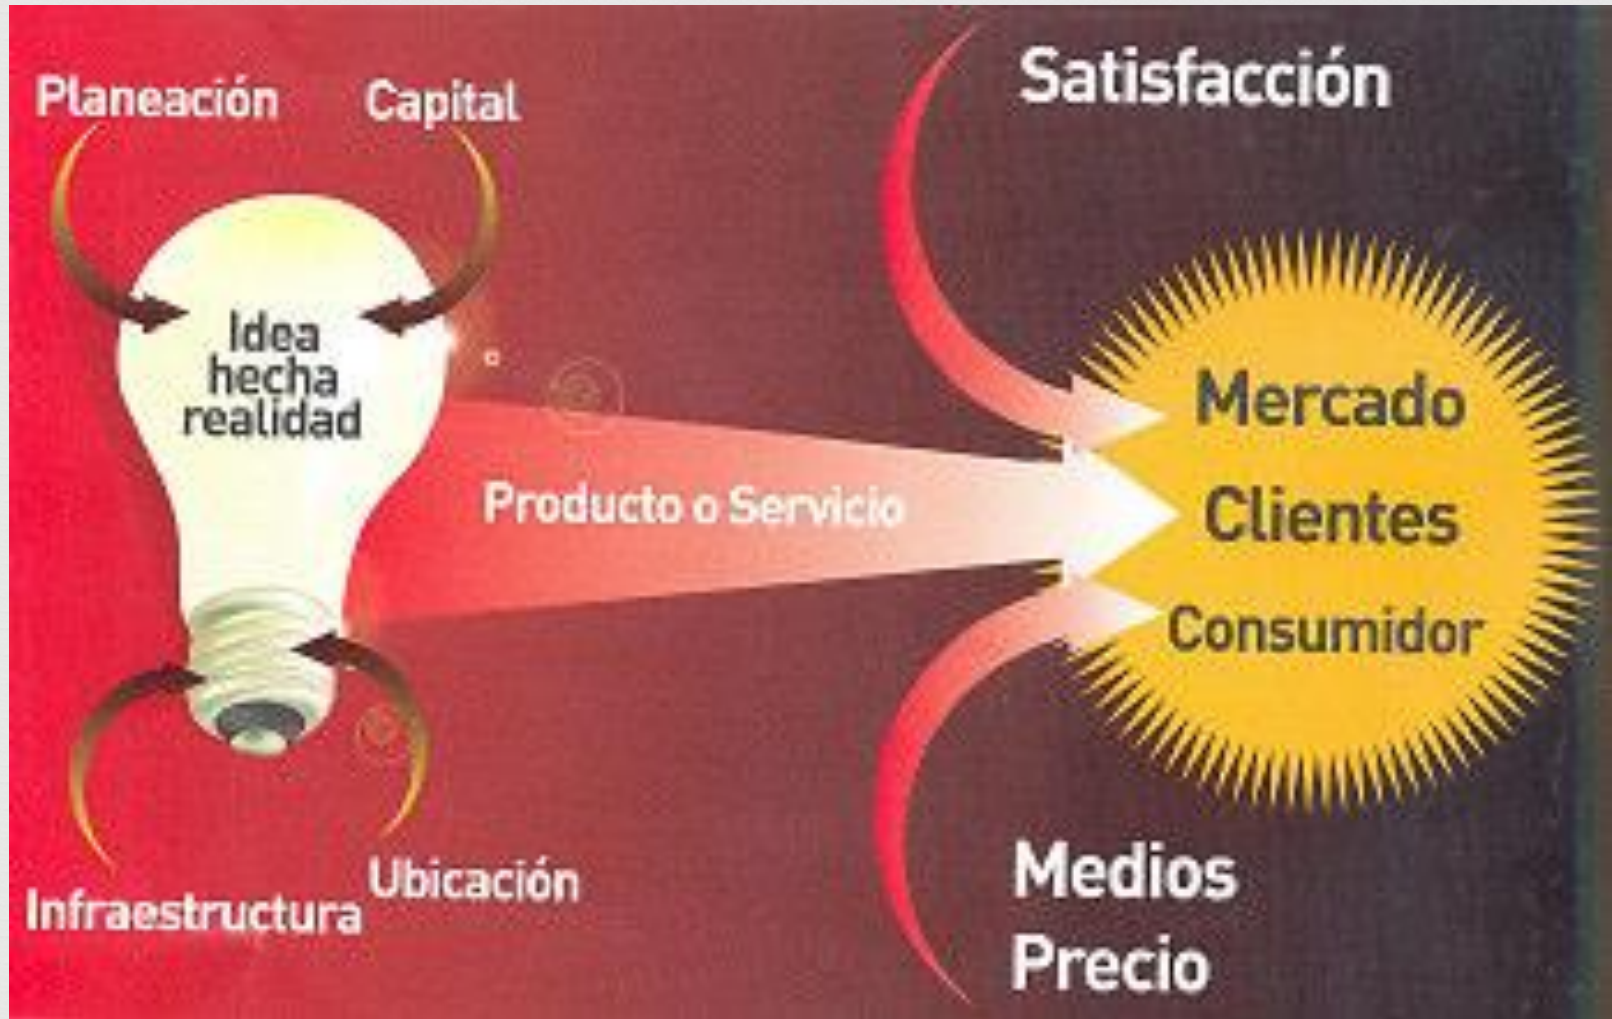 Planeación
Capital
Satisfacción
Idea
hecha
realidad
Producto o Servicio
Mercado
Clientes
Consumidor
Infraestructura
Ubicación
Medios
Precio